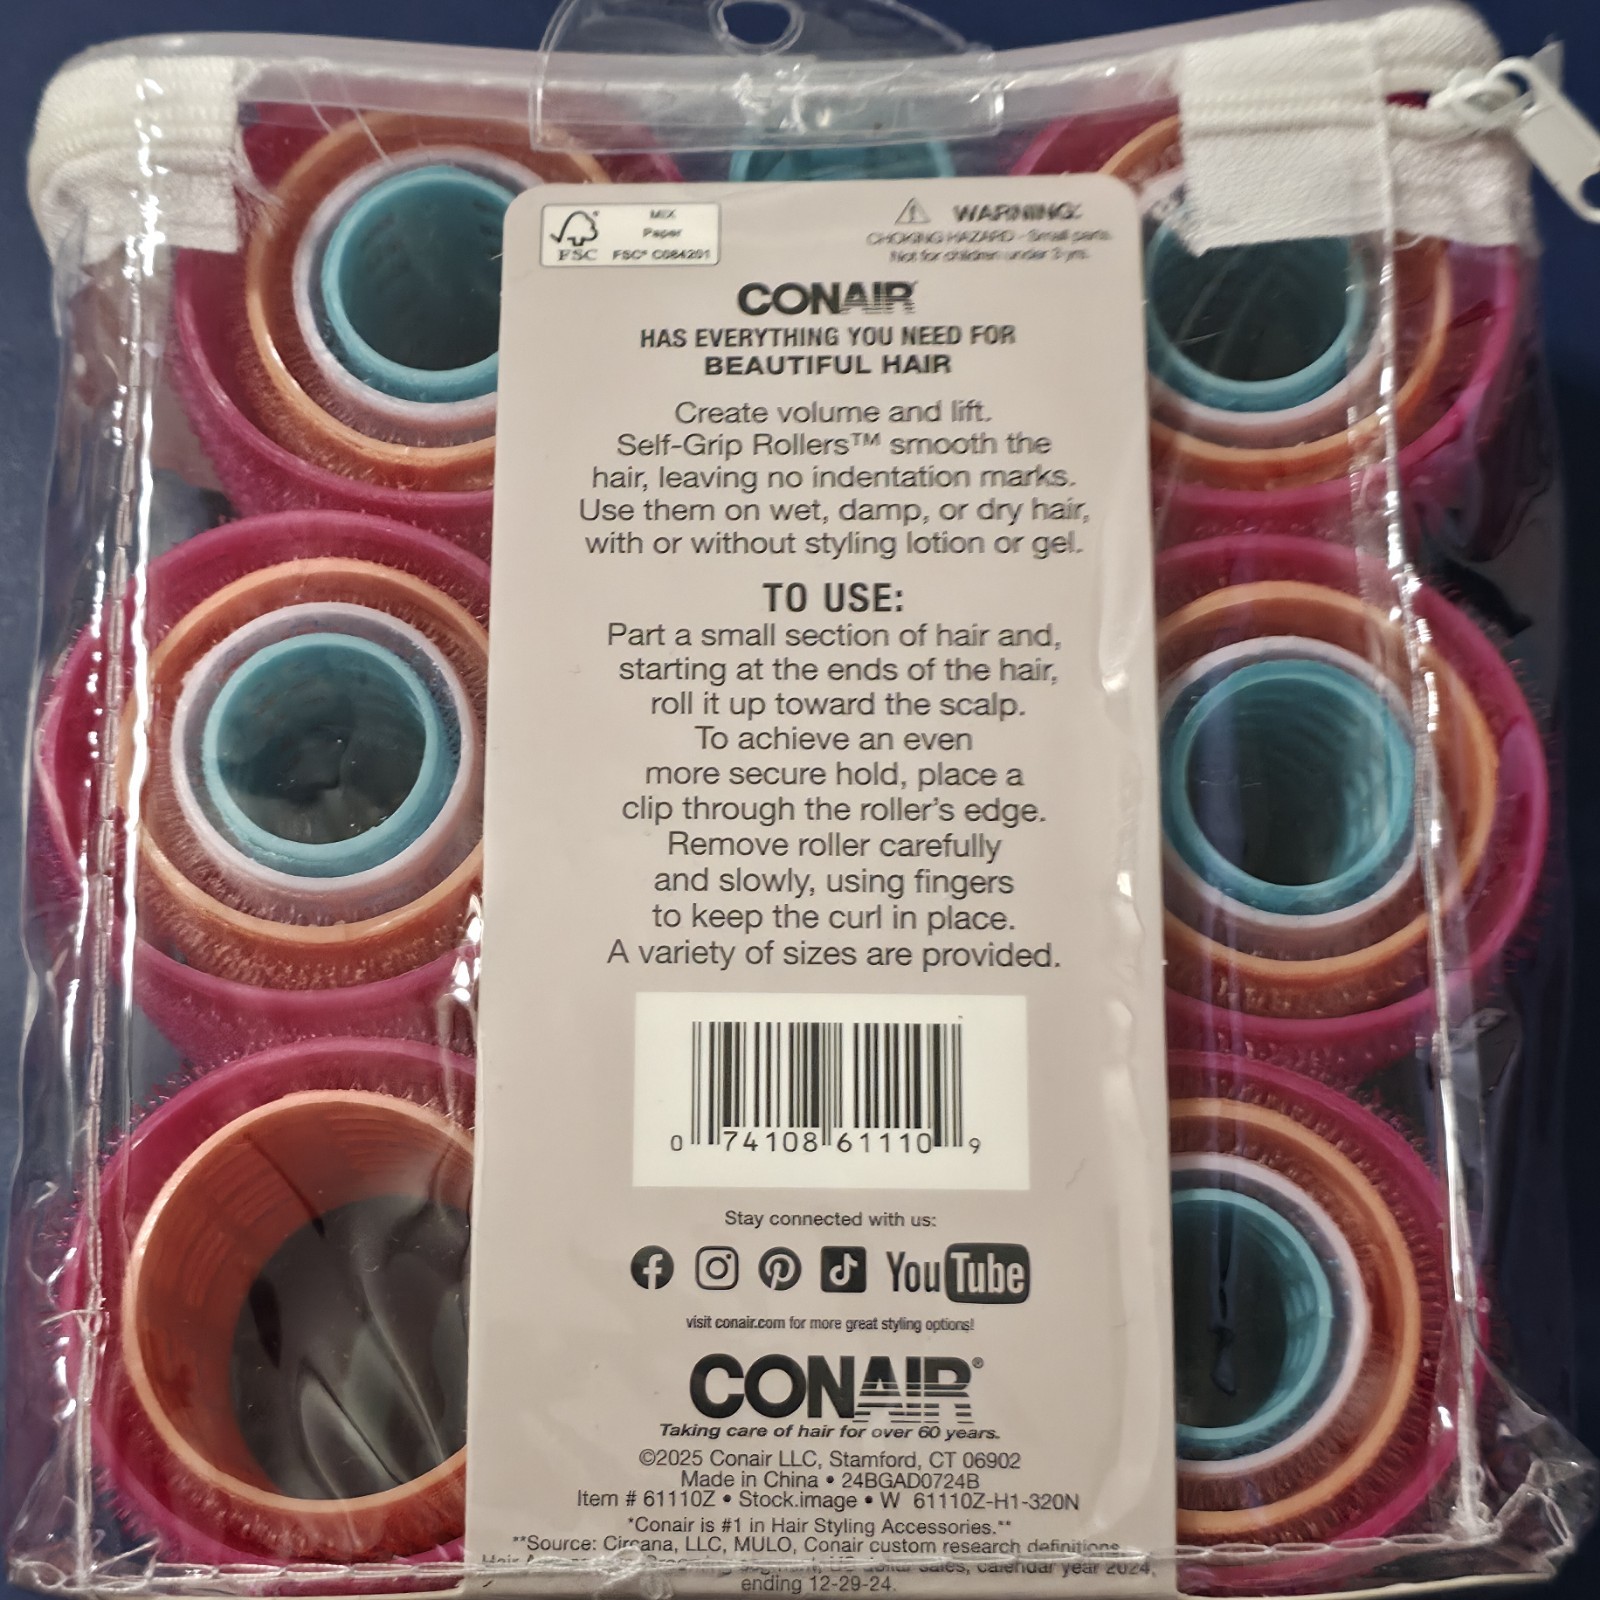 MIX
Paper
FSC
FSC® C084201
WARNING:
CHOKING HAZARD - Small parts.
Not for children under 3 yrs.
CONAIR
HAS EVERYTHING YOU NEED FOR
BEAUTIFUL HAIR
Create volume and lift.
Self-Grip Rollers™ smooth the
hair, leaving no indentation marks.
Use them on wet, damp, or dry hair,
with or without styling lotion or gel.
TO USE:
Part a small section of hair and,
starting at the ends of the hair,
roll it up toward the scalp.
To achieve an even
more secure hold, place a
clip through the roller's edge.
Remove roller carefully
and slowly, using fingers
to keep the curl in place.
A variety of sizes are provided.
0 74108 61110 9
Stay connected with us:
YouTube
visit conair.com for more great styling options!
CONAIR®
Taking care of hair for over 60 years.
©2025 Conair LLC, Stamford, CT 06902
Made in China • 24BGAD0724B
Item # 61110Z • Stock.image • W 61110Z-H1-320N
*Conair is #1 in Hair Styling Accessories.**
**Source: Circana, LLC, MULO, Conair custom research definitions,
Hair segment, US dollar sales, calendar year 2024,
ending 12-29-24.